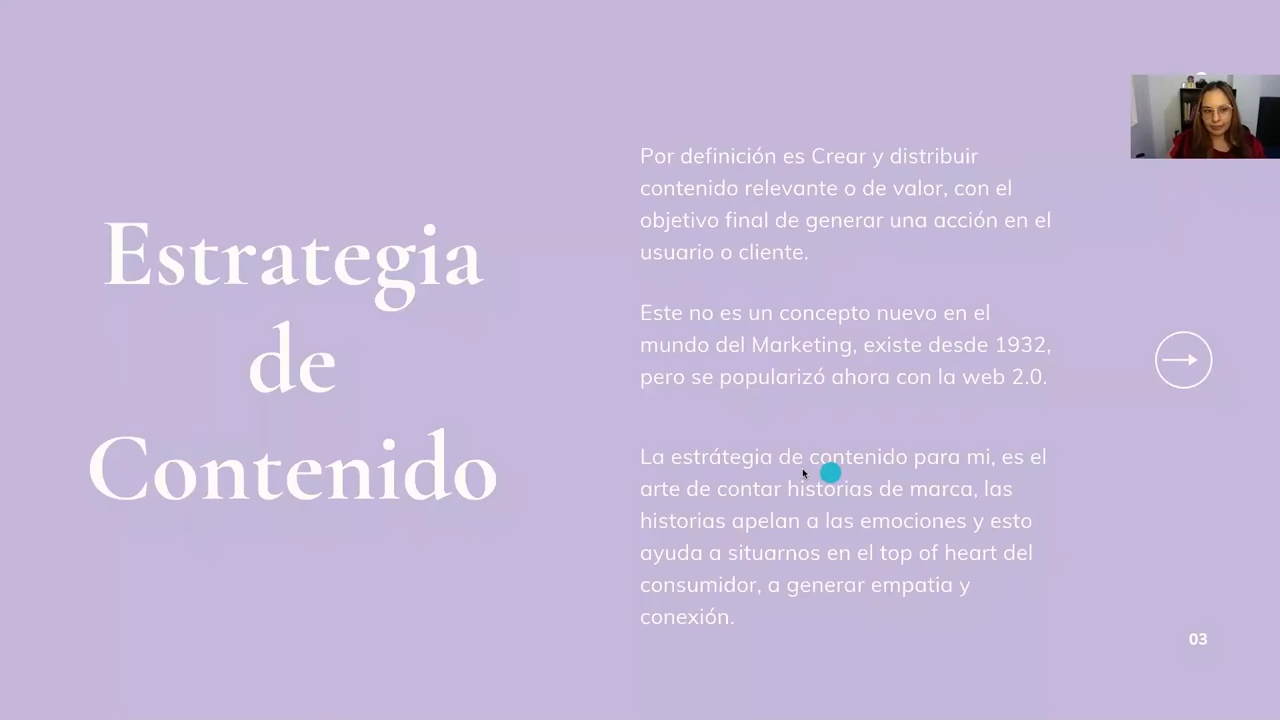 Estrategia
de
Contenido
Por definición es Crear y distribuir
contenido relevante o de valor, con el
objetivo final de generar una acción en el
usuario o cliente.
Este no es un concepto nuevo en el
mundo del Marketing, existe desde 1932,
pero se popularizó ahora con la web 2.0.
La estrátegia de contenido para mi, es el
arte de contar historias de marca, las
historias apelan a las emociones y esto
ayuda a situarnos en el top of heart del
consumidor, a generar empatia y
conexión.
03